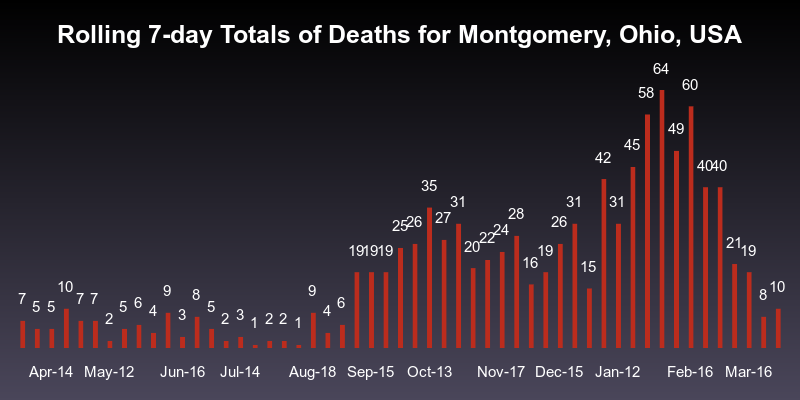 Rolling 7-day Totals of Deaths for Montgomery, Ohio, USA
7 5 5 10 7 7 2 5 6 4 9 3 8 5 2 3 1 2 2 1 9 4 6 19 19 19 25 26 35 27 31 20 22 24 28 16 19 26 31 15 42 31 45 58 64 49 60 40 40 21 19 8 10
Apr-14 May-12 Jun-16 Jul-14 Aug-18 Sep-15 Oct-13 Nov-17 Dec-15 Jan-12 Feb-16 Mar-16